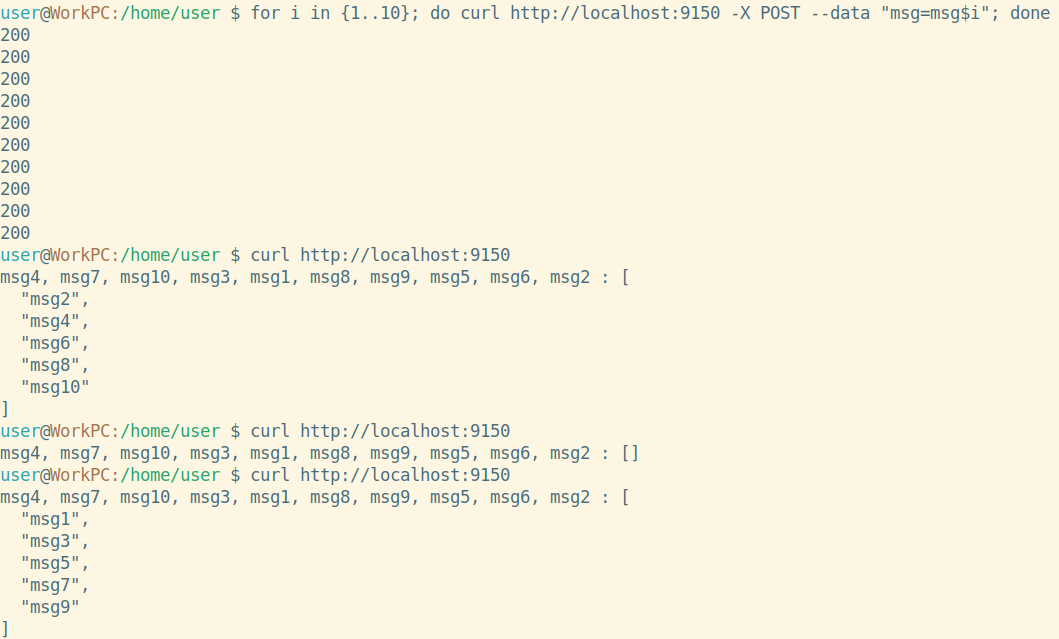 user@WorkPC:/home/user $ for i in {1..10}; do curl http://localhost:9150 -X POST --data "msg=msg$i"; done
200
200
200
200
200
200
200
200
200
200
user@WorkPC:/home/user $ curl http://localhost:9150
msg4, msg7, msg10, msg3, msg1, msg8, msg9, msg5, msg6, msg2 : [
  "msg2",
  "msg4",
  "msg6",
  "msg8",
  "msg10"
]
user@WorkPC:/home/user $ curl http://localhost:9150
msg4, msg7, msg10, msg3, msg1, msg8, msg9, msg5, msg6, msg2 : []
user@WorkPC:/home/user $ curl http://localhost:9150
msg4, msg7, msg10, msg3, msg1, msg8, msg9, msg5, msg6, msg2 : [
  "msg1",
  "msg3",
  "msg5",
  "msg7",
  "msg9"
]